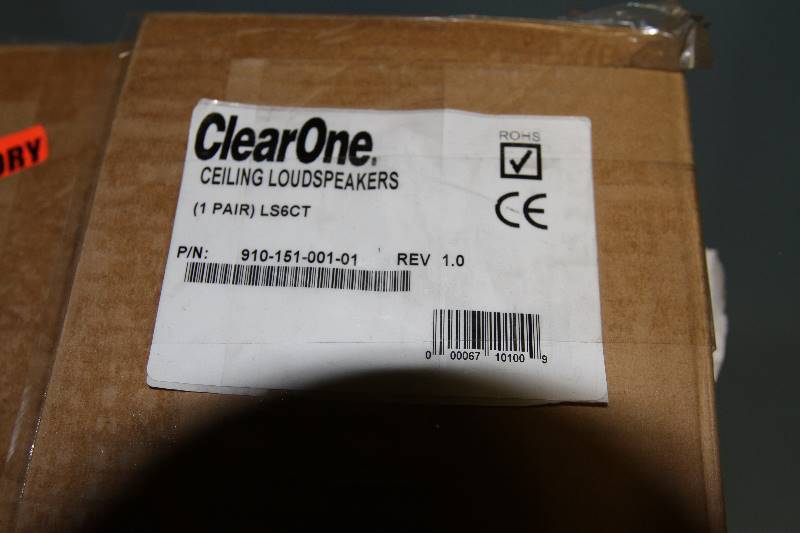 ORY
ClearOne.
ROHS
CEILING LOUDSPEAKERS
CE
(1 PAIR) LS6CT
P/N: 910-151-001-01 REV 1.0
0 00067 10100 9